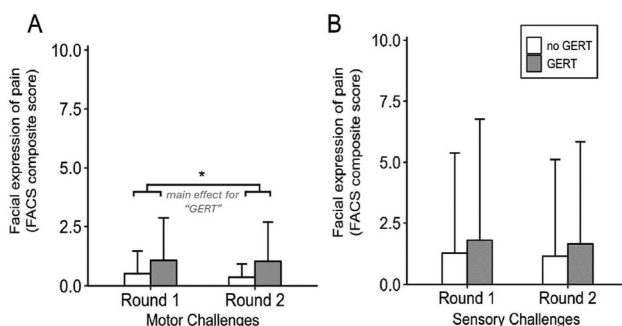 A
Facial expression of pain
(FACS composite score)
10.0
7.5
5.0
2.5
0.0
*
main effect for
"GERT"
Round 1
Round 2
Motor Challenges
B
Facial expression of pain
(FACS composite score)
10.0
7.5
5.0
2.5
0.0
no GERT
GERT
Round 1
Round 2
Sensory Challenges